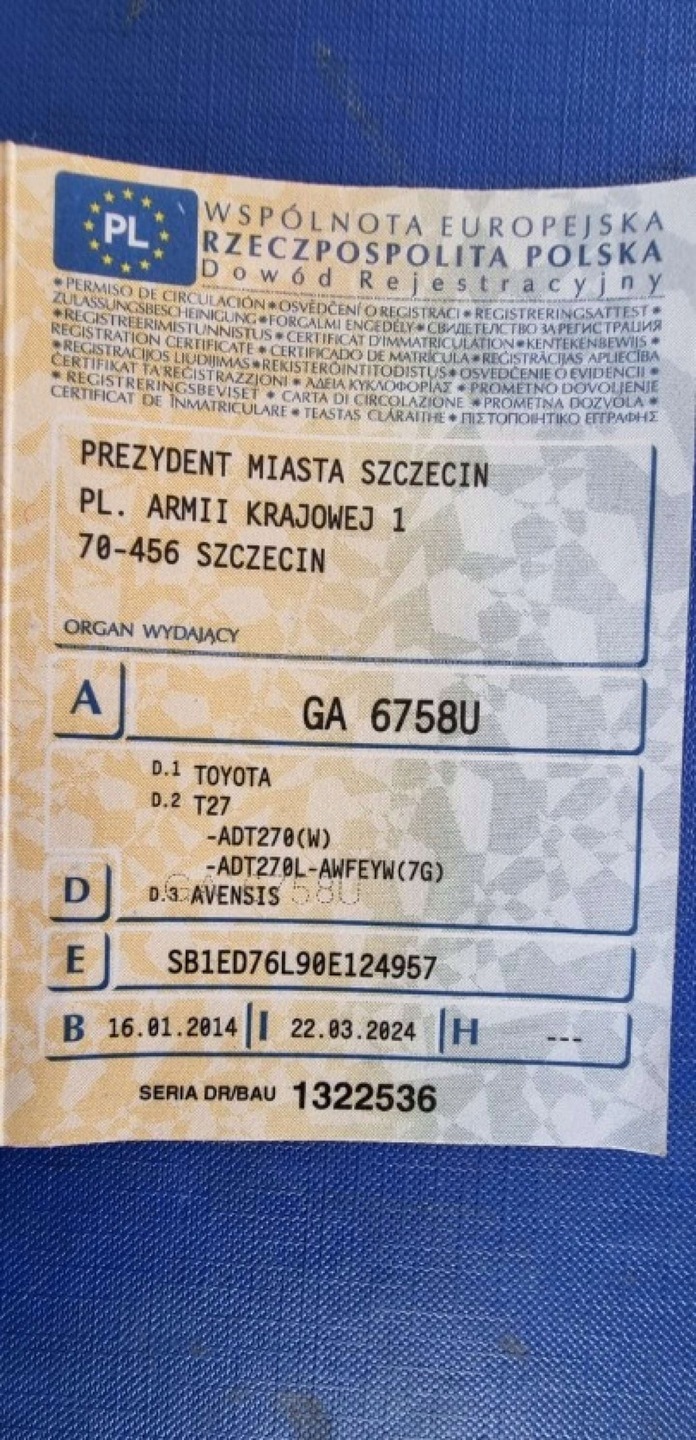 PL
WSPÓLNOTA EUROPEJSKA
RZECZPOSPOLITA POLSKA
Dowód Rejestracyjny
* PERMISO DE CIRCULACIÓN * OSVĚDČENÍ O REGISTRACI * REGISTRERINGSATTEST *
ZULASSUNGSBESCHEINIGUNG * FORGALMI ENGEDÉLY * СВИДЕТЕЛСТВО ЗА РЕГИСТРАЦИЯ
* REGISTREERIMISTUNNISTUS * CERTIFICAT D'IMMATRICULATION * KENTEKENBEWIJS *
REGISTRATION CERTIFICATE * CERTIFICADO DE MATRÍCULA * REĢISTRĀCIJAS APLIECĪBA
* REGISTRACIJOS LIUDIJIMAS * REKISTERÖINTITODISTUS * OSVEDČENIE O EVIDENCII *
ĊERTIFIKAT TA' REĠISTRAZZJONI * ΑΔΕΙΑ ΚΥΚΛΟΦΟΡΙΑΣ * PROMETNO DOVOLJENJE
* REGISTRERINGSBEVISET * CARTA DI CIRCOLAZIONE * PROMETNA DOZVOLA *
CERTIFICAT DE ÎNMATRICULARE * TEASTAS CLÁRAITHE * ΠΙΣΤΟΠΟΙΗΤΙΚΟ ΕΓΓΡΑΦΗΣ
PREZYDENT MIASTA SZCZECIN
PL. ARMII KRAJOWEJ 1
70-456 SZCZECIN
ORGAN WYDAJĄCY
A GA 6758U
D.1 TOYOTA
D.2 T27
-ADT270(W)
-ADT270L-AWFEYW(7G)
D D.3 AVENSIS
E SB1ED76L90E124957
B 16.01.2014 I 22.03.2024 H ---
SERIA DR/BAU 1322536